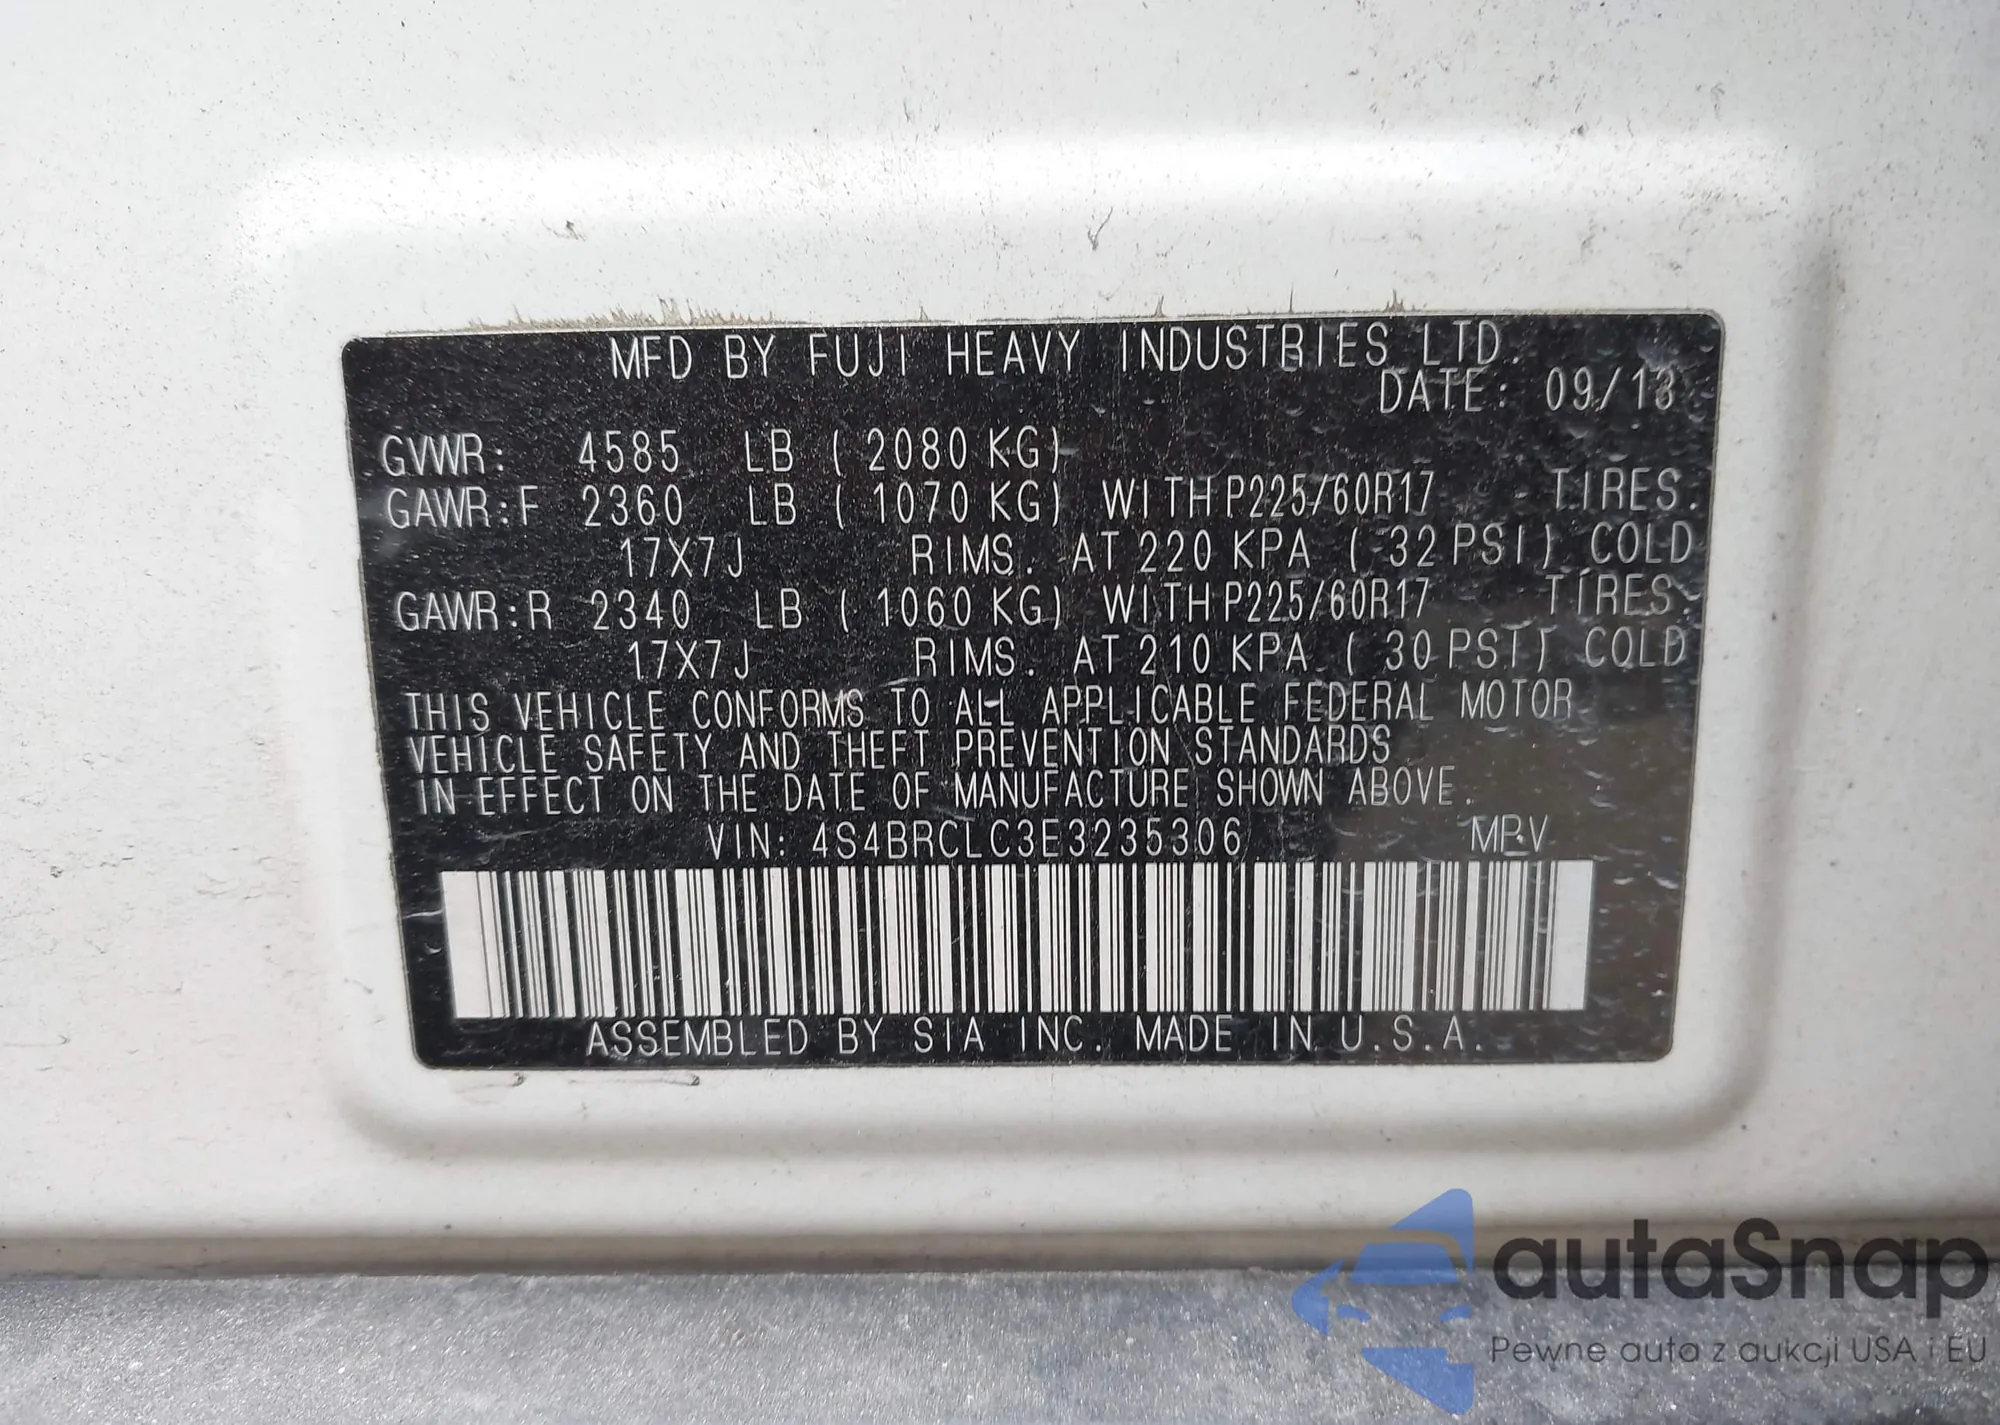 MFD BY FUJI HEAVY INDUSTRIES LTD.
DATE: 09/13
GVWR: 4585 LB ( 2080 KG)
GAWR:F 2360 LB ( 1070 KG) WITH P225/60R17 TIRES.
17X7J RIMS. AT 220 KPA ( 32 PSI) COLD
GAWR:R 2340 LB ( 1060 KG) WITH P225/60R17 TIRES.
17X7J RIMS. AT 210 KPA ( 30 PSI) COLD
THIS VEHICLE CONFORMS TO ALL APPLICABLE FEDERAL MOTOR
VEHICLE SAFETY AND THEFT PREVENTION STANDARDS
IN EFFECT ON THE DATE OF MANUFACTURE SHOWN ABOVE.
VIN: 4S4BRCLC3E3235306 MPV
ASSEMBLED BY SIA INC. MADE IN U.S.A.
autaSnap
Pewne auta z aukcji USA i EU